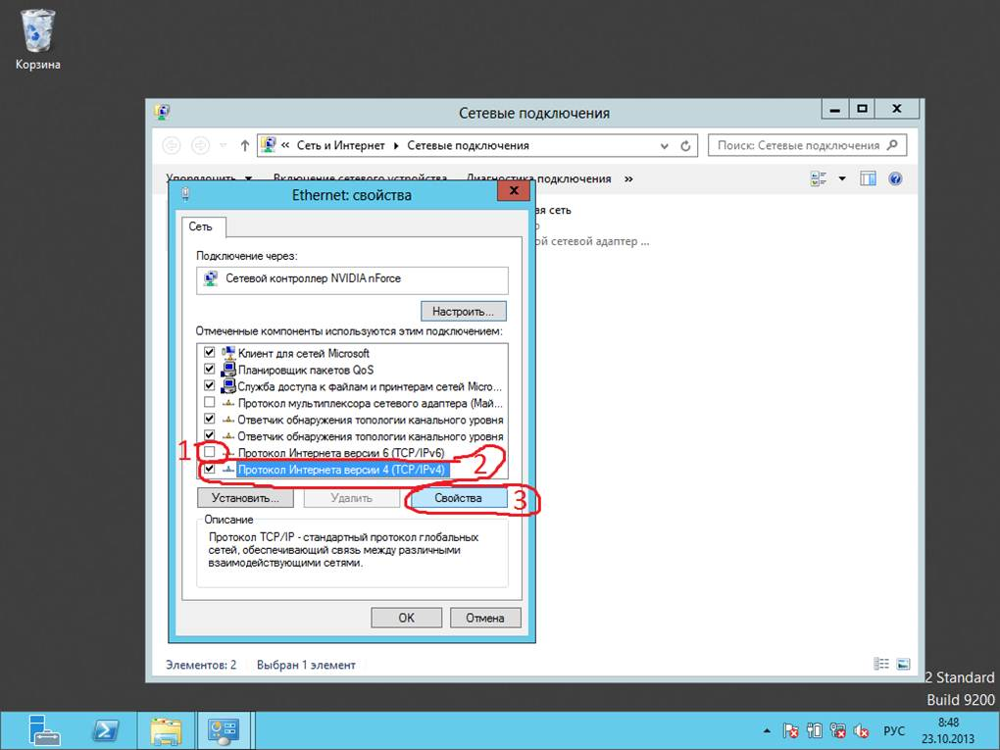 Корзина
Сетевые подключения
« Сеть и Интернет Сетевые подключения
Поиск: Сетевые подключения
Упорядочить Включение сетевого устройства Диагностика подключения »
Ethernet: свойства
Сеть
Подключение через:
Сетевой контроллер NVIDIA nForce
ой сетевой адаптер ...
Настроить...
Отмеченные компоненты используются этим подключением:
Клиент для сетей Microsoft
Планировщик пакетов QoS
Служба доступа к файлам и принтерам сетей Micro...
Протокол мультиплексора сетевого адаптера (Май...
Ответчик обнаружения топологии канального уровня
Ответчик обнаружения топологии канального уровня
1 Протокол Интернета версии 6 (TCP/IPv6)
Протокол Интернета версии 4 (TCP/IPv4) 2
Установить... Удалить Свойства 3
Описание
Протокол TCP/IP - стандартный протокол глобальных
сетей, обеспечивающий связь между различными
взаимодействующими сетями.
OK Отмена
Элементов: 2 Выбран 1 элемент
2 Standard
Build 9200
РУС
8:48
23.10.2013